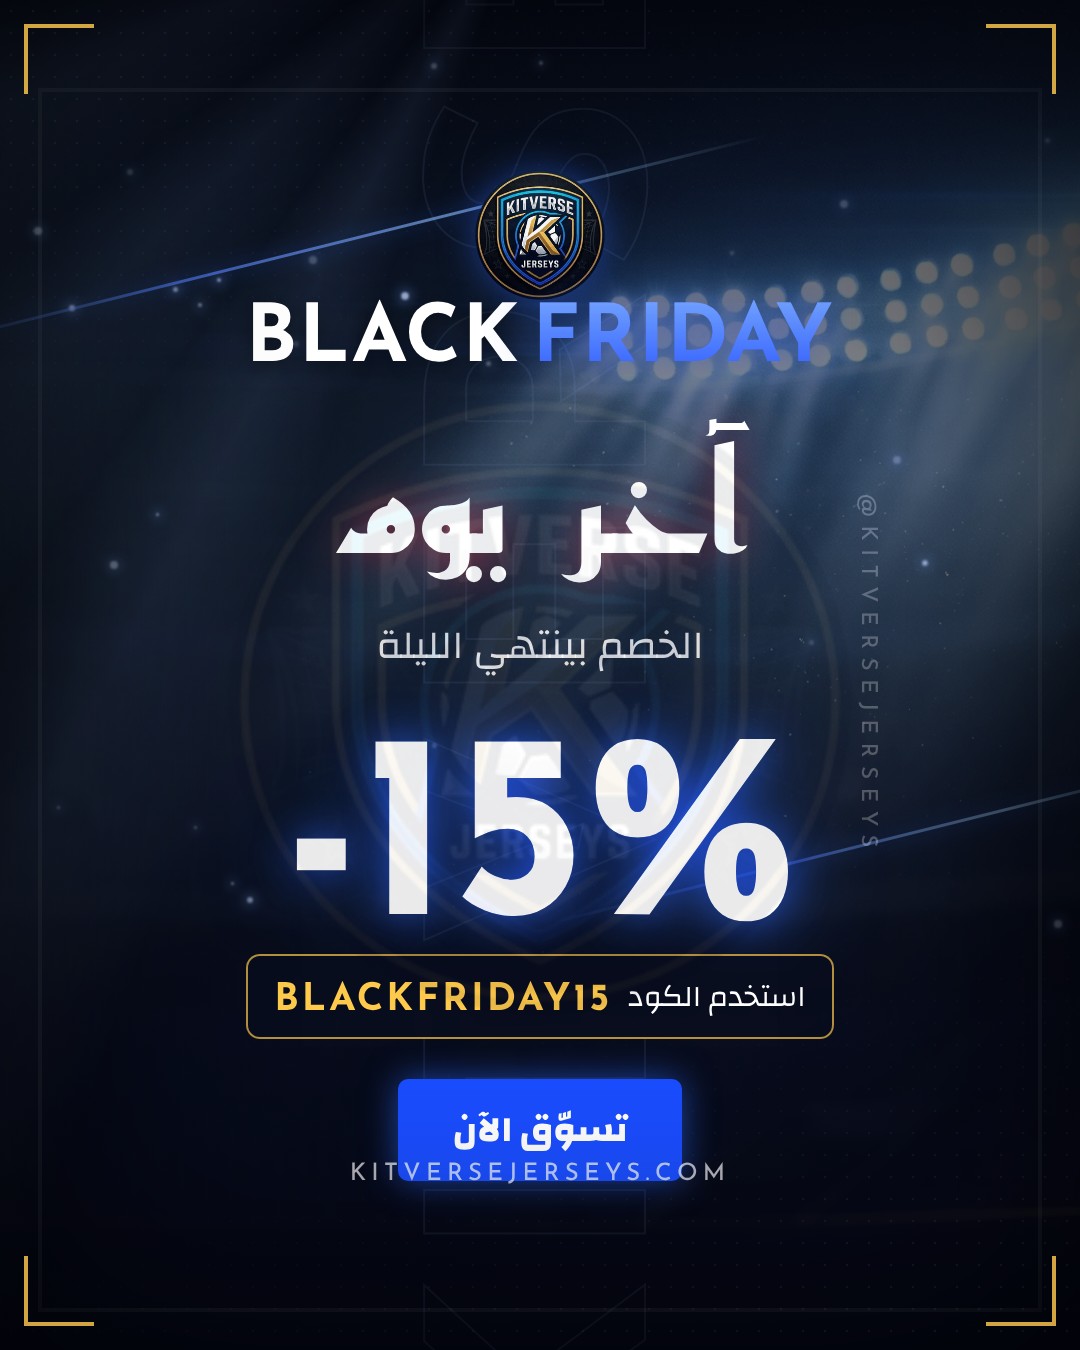 KITVERSE
K
JERSEYS
BLACK FRIDAY
آخر يوم
الخصم بينتهي الليلة
@KITVERSEJERSEYS
-15%
استخدم الكود BLACKFRIDAY15
تسوّق الآن
KITVERSEJERSEYS.COM